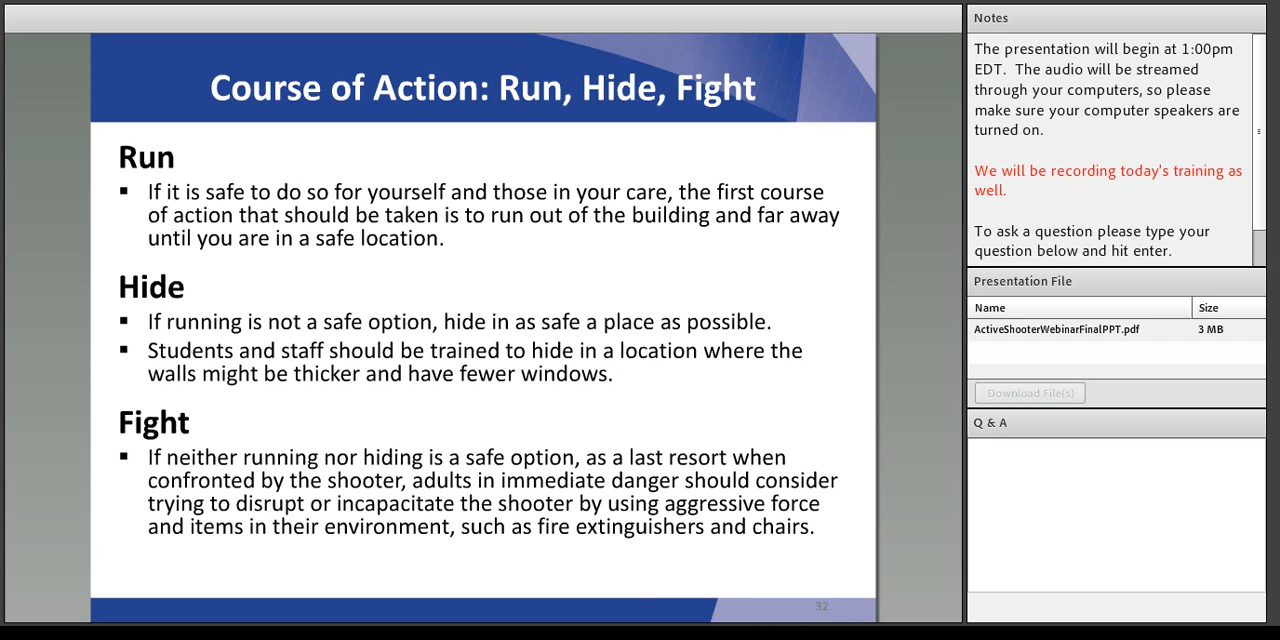 Course of Action: Run, Hide, Fight
Run
▪ If it is safe to do so for yourself and those in your care, the first course
of action that should be taken is to run out of the building and far away
until you are in a safe location.
Hide
▪ If running is not a safe option, hide in as safe a place as possible.
▪ Students and staff should be trained to hide in a location where the
walls might be thicker and have fewer windows.
Fight
▪ If neither running nor hiding is a safe option, as a last resort when
confronted by the shooter, adults in immediate danger should consider
trying to disrupt or incapacitate the shooter by using aggressive force
and items in their environment, such as fire extinguishers and chairs.
32
Notes
The presentation will begin at 1:00pm
EDT.  The audio will be streamed
through your computers, so please
make sure your computer speakers are
turned on.
We will be recording today's training as
well.
To ask a question please type your
question below and hit enter.
Presentation File
Name Size
ActiveShooterWebinarFinalPPT.pdf 3 MB
Download File(s)
Q & A